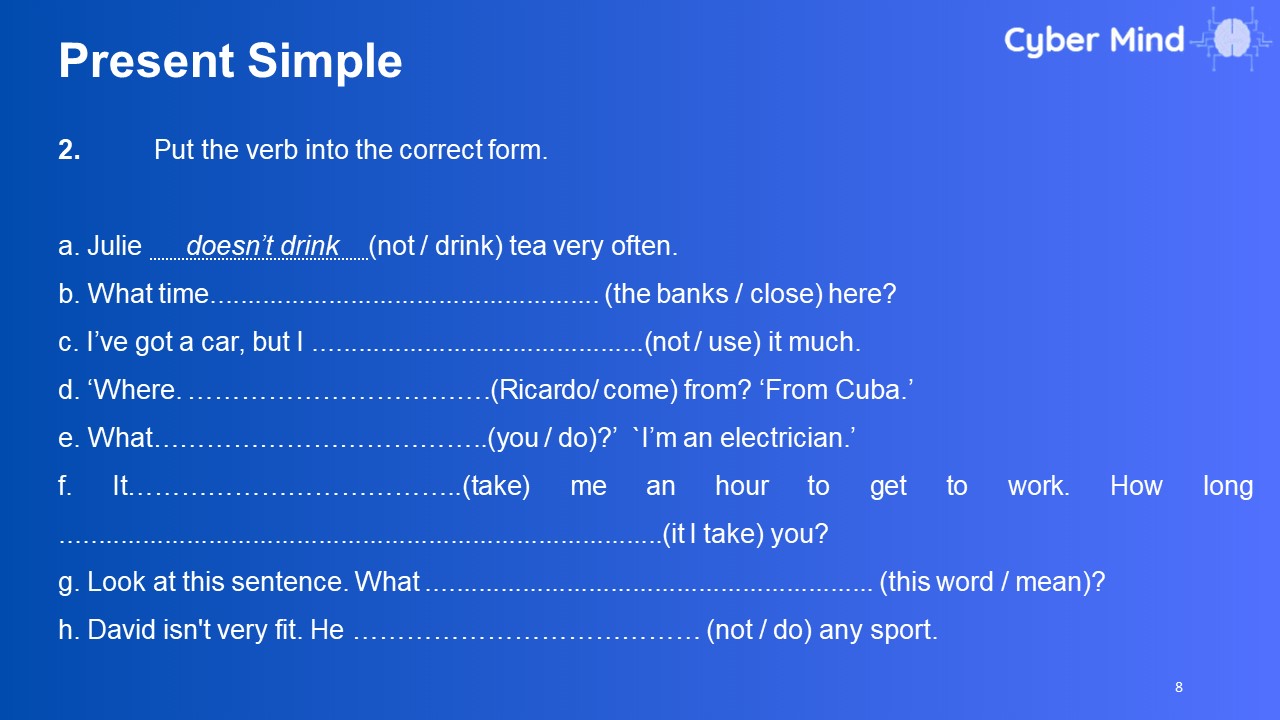 Present Simple
Cyber Mind
2. Put the verb into the correct form.
a. Julie ......doesn’t drink.....(not / drink) tea very often.
b. What time..................................................... (the banks / close) here?
c. I’ve got a car, but I ..............................................(not / use) it much.
d. ‘Where. …………………………….(Ricardo/ come) from? ‘From Cuba.’
e. What………………………………..(you / do)?’ `I’m an electrician.’
f. It………………………………..(take) me an hour to get to work. How long
...................................................................................(it I take) you?
g. Look at this sentence. What ............................................................. (this word / mean)?
h. David isn't very fit. He ………………………………… (not / do) any sport.
8